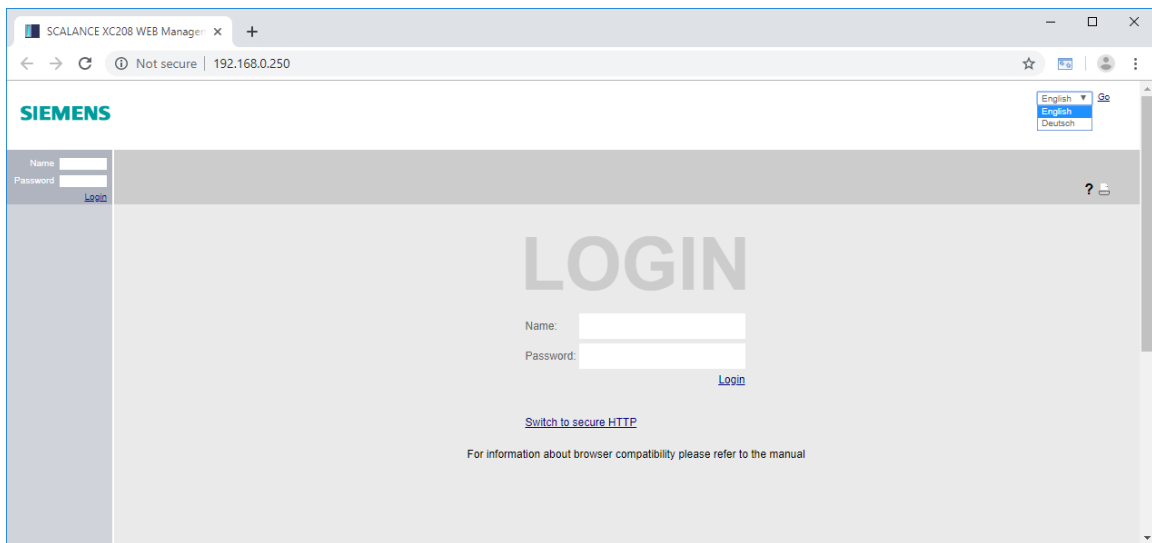 SCALANCE XC208 WEB Manager
Not secure | 192.168.0.250
SIEMENS
English Go
English
Deutsch
Name
Password
Login
?
LOGIN
Name:
Password:
Login
Switch to secure HTTP
For information about browser compatibility please refer to the manual